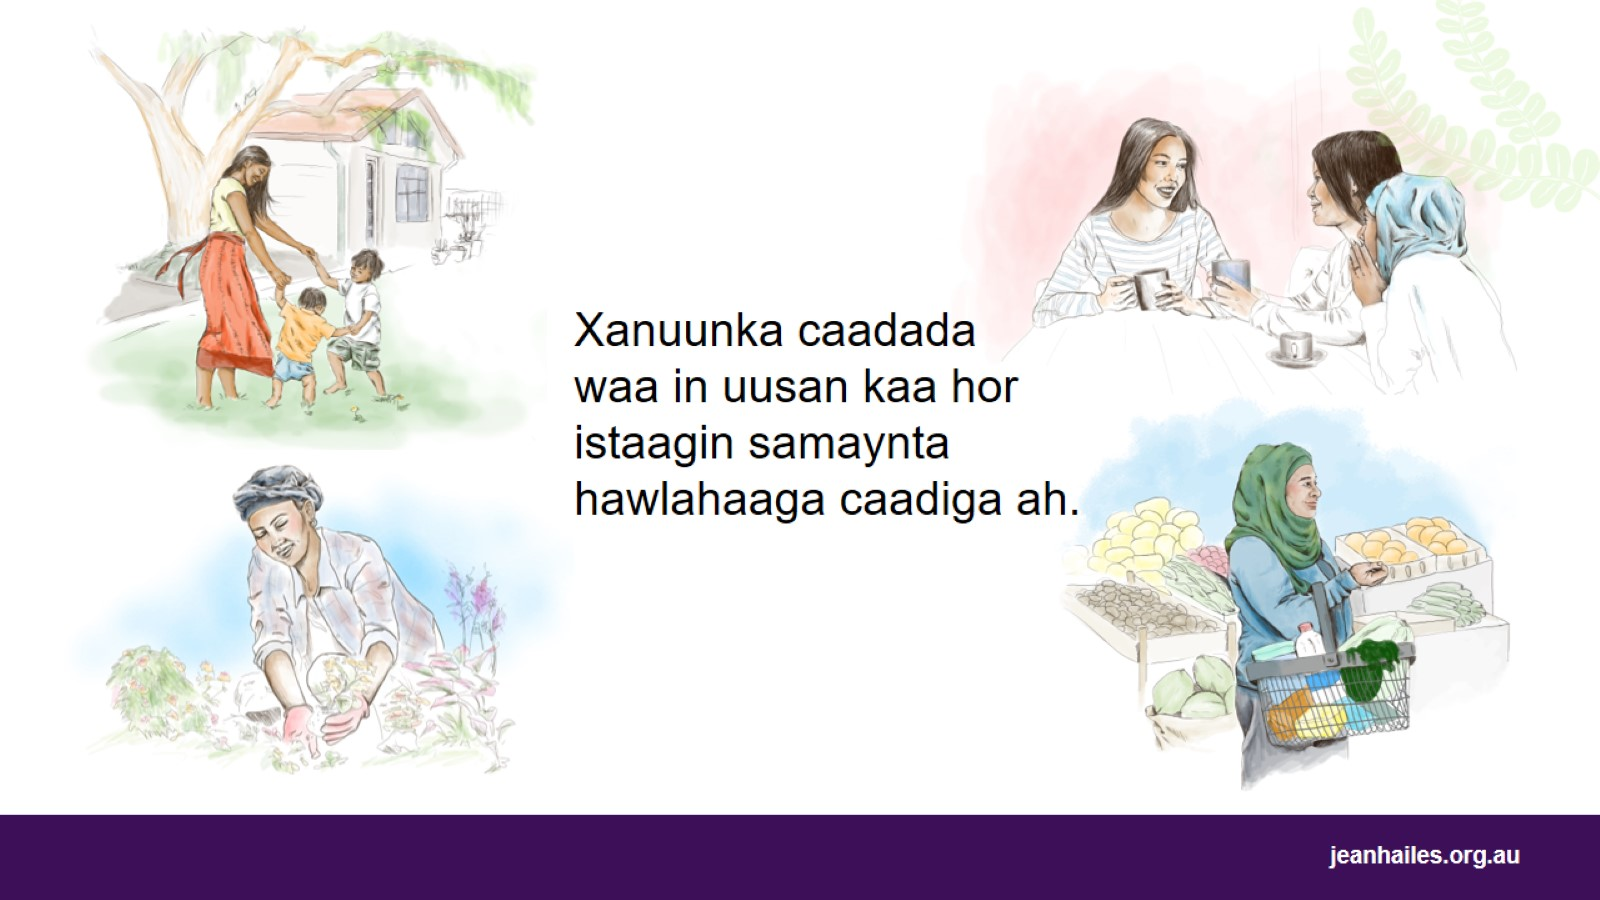 Xanuunka caadada
waa in uusan kaa hor
istaagin samaynta
hawlahaaga caadiga ah.
jeanhailes.org.au